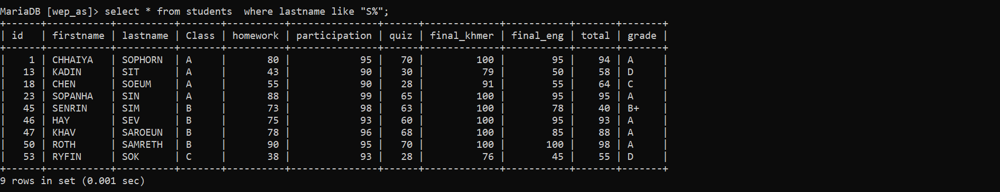 MariaDB [wep_as]> select * from students  where lastname like "S%";
+------+-----------+----------+-------+----------+---------------+------+-------------+-----------+-------+-------+
| id   | firstname | lastname | Class | homework | participation | quiz | final_khmer | final_eng | total | grade |
+------+-----------+----------+-------+----------+---------------+------+-------------+-----------+-------+-------+
|    1 | CHHAIYA   | SOPHORN  | A     |       80 |            95 |   70 |         100 |        95 |    94 | A     |
|   13 | KADIN     | SIT      | A     |       43 |            90 |   30 |          79 |        50 |    58 | D     |
|   18 | CHEN      | SOEUM    | A     |       55 |            90 |   28 |          91 |        55 |    64 | C     |
|   23 | SOPANHA   | SIN      | A     |       88 |            99 |   65 |         100 |        95 |    95 | A     |
|   45 | SENRIN    | SIM      | B     |       73 |            98 |   63 |         100 |        78 |    40 | B+    |
|   46 | HAY       | SEV      | B     |       75 |            93 |   60 |         100 |        95 |    93 | A     |
|   47 | KHAV      | SAROEUN  | B     |       78 |            96 |   68 |         100 |        85 |    88 | A     |
|   50 | ROTH      | SAMRETH  | B     |       90 |            95 |   70 |         100 |       100 |    98 | A     |
|   53 | RYFIN     | SOK      | C     |       38 |            93 |   28 |          76 |        45 |    55 | D     |
+------+-----------+----------+-------+----------+---------------+------+-------------+-----------+-------+-------+
9 rows in set (0.001 sec)